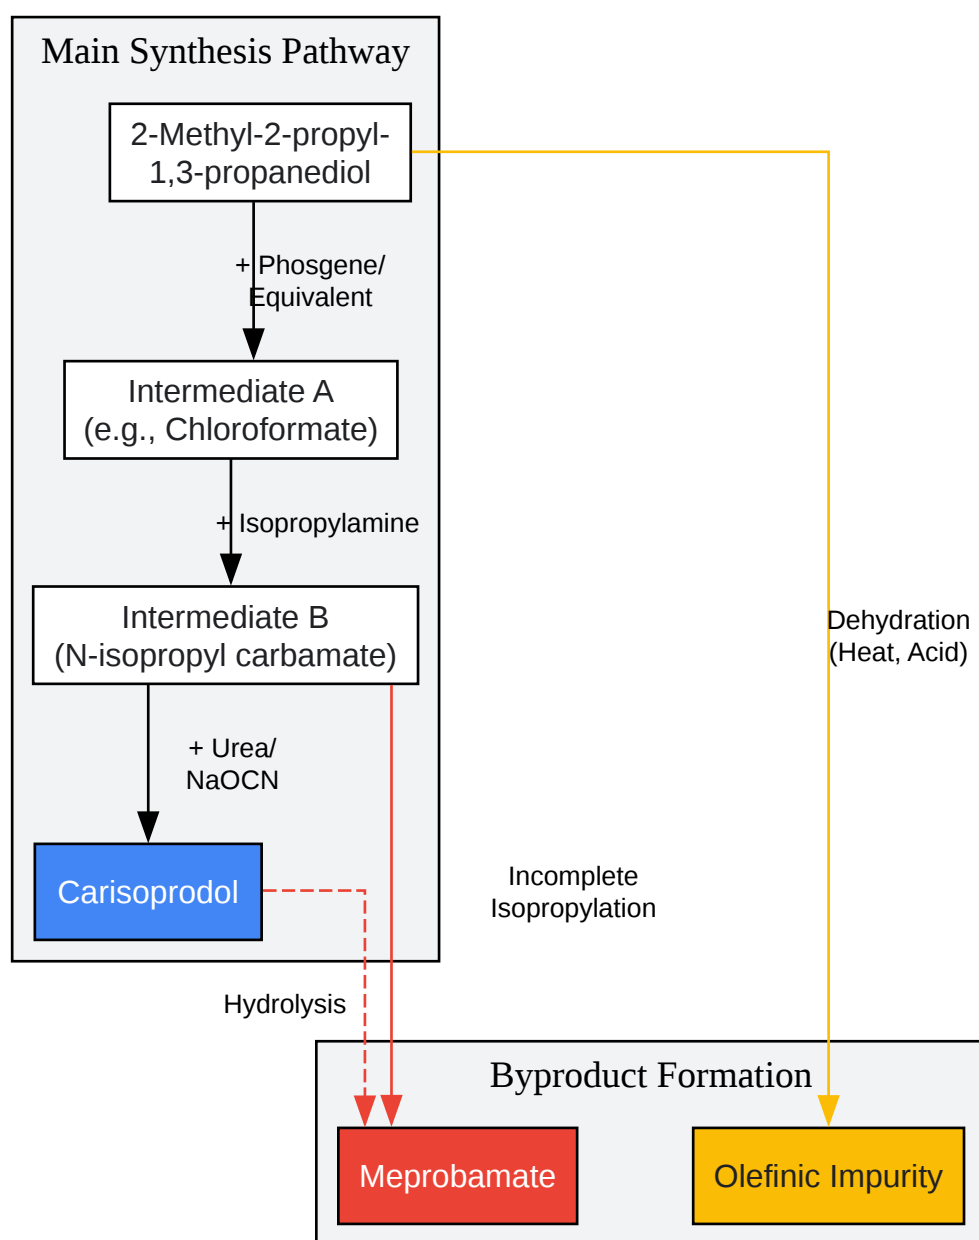 Main Synthesis Pathway
2-Methyl-2-propyl-
1,3-propanediol
+ Phosgene/
Equivalent
Intermediate A
(e.g., Chloroformate)
+ Isopropylamine
Intermediate B
(N-isopropyl carbamate)
Dehydration
(Heat, Acid)
+ Urea/
NaOCN
Carisoprodol
Incomplete
Isopropylation
Hydrolysis
Byproduct Formation
Meprobamate
Olefinic Impurity